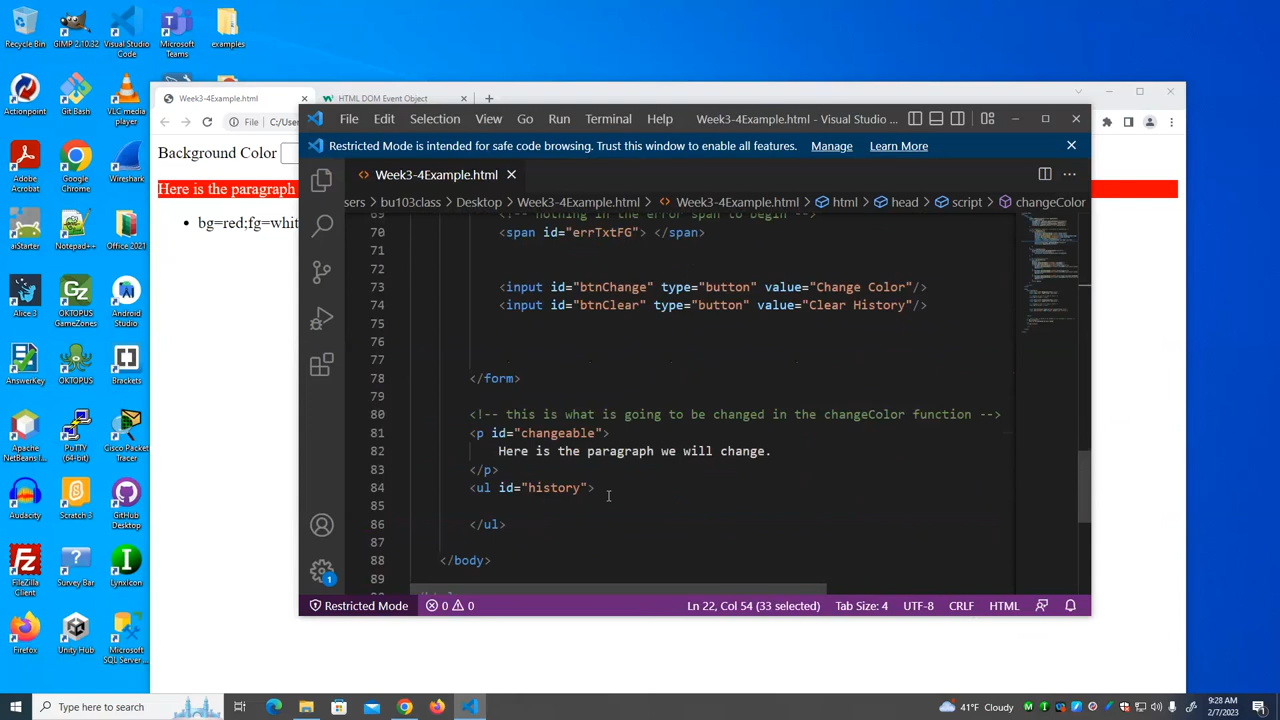 Recycle Bin
GIMP 2.10.32
Visual Studio Code
Microsoft Teams
examples
Actionpoint
Git Bash
VLC media player
Adobe Acrobat
Google Chrome
Wireshark
aiStarter
Notepad++
Office 2021
Alice 3
OKTOPUS GameZones
Android Studio
AnswerKey
OKTOPUS
Brackets
Apache NetBeans I...
PuTTY (64-bit)
Cisco Packet Tracer
Audacity
Scratch 3
GitHub Desktop
FileZilla Client
Survey Bar
Lynxicon
Firefox
Unity Hub
Microsoft SQL Server ...
Week3-4Example.html
HTML DOM Event Object
File
C:/User
Background Color
Here is the paragraph
bg=red;fg=whit
File Edit Selection View Go Run Terminal Help Week3-4Example.html - Visual Studio ...
Restricted Mode is intended for safe code browsing. Trust this window to enable all features. Manage Learn More
Week3-4Example.html
sers > bu103class > Desktop > Week3-4Example.html > Week3-4Example.html > html > head > script > changeColor
69 <!-- nothing in the error span to begin -->
70 <span id="errTxtFG"> </span>
71
72
73 <input id="btnChange" type="button" value="Change Color"/>
74 <input id="btnClear" type="button" value="Clear History"/>
75
76
77
78 </form>
79
80 <!-- this is what is going to be changed in the changeColor function -->
81 <p id="changeable">
82 Here is the paragraph we will change.
83 </p>
84 <ul id="history">
85
86 </ul>
87
88 </body>
89
Restricted Mode 0 0 Ln 22, Col 54 (33 selected) Tab Size: 4 UTF-8 CRLF HTML
1
Type here to search
41°F Cloudy
9:28 AM
2/7/2023